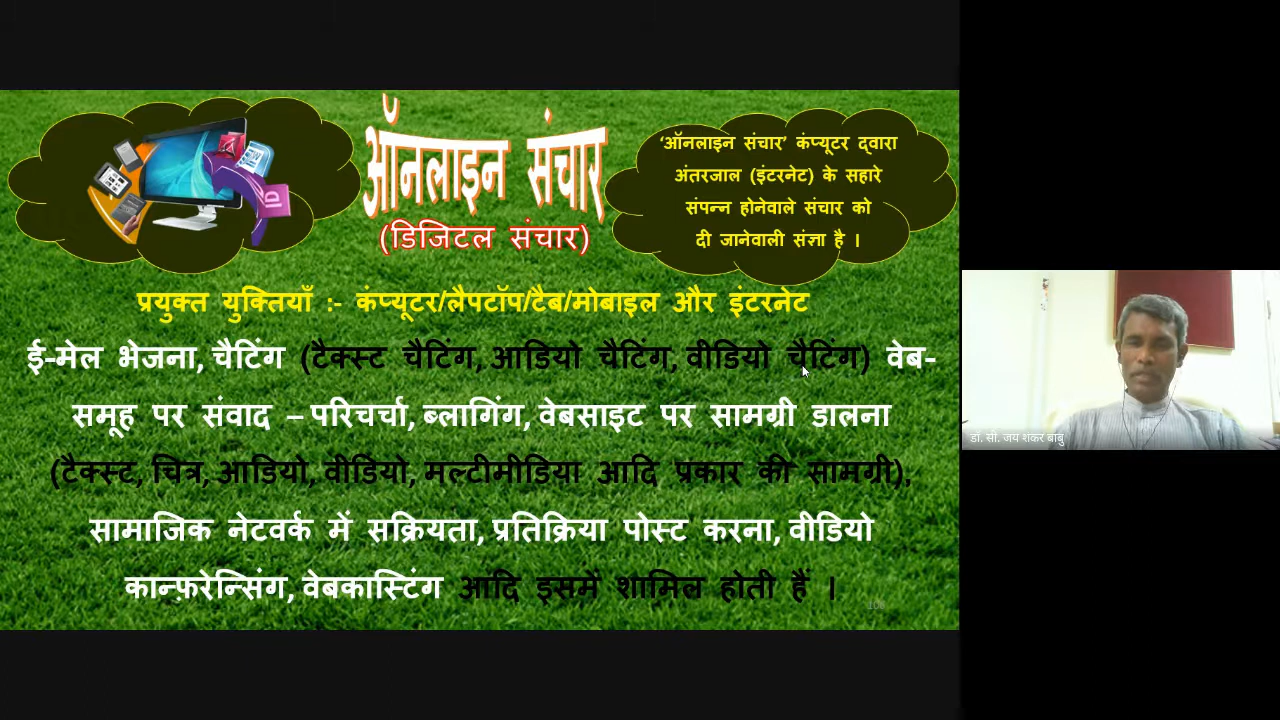 ऑनलाइन संचार
(डिजिटल संचार)
‘ऑनलाइन संचार’ कंप्यूटर द्वारा
अंतरजाल (इंटरनेट) के सहारे
संपन्न होनेवाले संचार को
दी जानेवाली संज्ञा है ।
प्रयुक्त युक्तियाँ :- कंप्यूटर/लैपटॉप/टैब/मोबाइल और इंटरनेट
ई-मेल भेजना, चैटिंग (टैक्स्ट चैटिंग, आडियो चैटिंग, वीडियो चैटिंग) वेब-
समूह पर संवाद – परिचर्चा, ब्लागिंग, वेबसाइट पर सामग्री डालना
(टैक्स्ट, चित्र, आडियो, वीडियो, मल्टीमीडिया आदि प्रकार की सामग्री),
सामाजिक नेटवर्क में सक्रियता, प्रतिक्रिया पोस्ट करना, वीडियो
कान्फ़रेन्सिंग, वेबकास्टिंग आदि इसमें शामिल होती हैं ।
106
डॉ. सी. जय शंकर बाबु